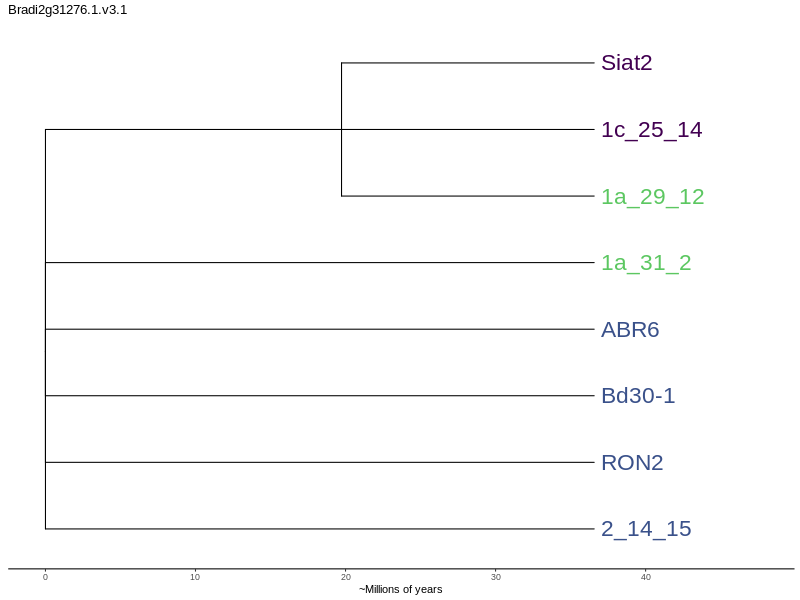 Bradi2g31276.1.v3.1
Siat2
1c_25_14
1a_29_12
1a_31_2
ABR6
Bd30-1
RON2
2_14_15
0 10 20 30 40
~Millions of years